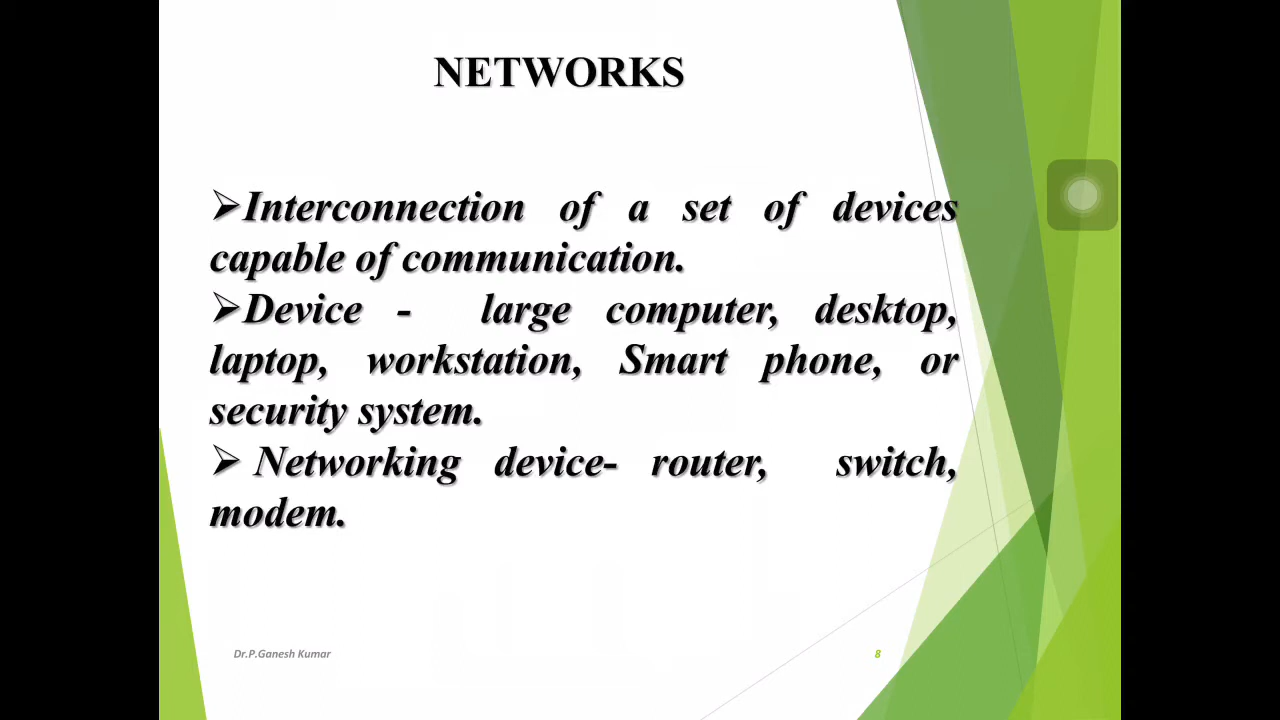 NETWORKS
➢Interconnection of a set of devices
capable of communication.
➢Device - large computer, desktop,
laptop, workstation, Smart phone, or
security system.
➢ Networking device- router, switch,
modem.
Dr.P.Ganesh Kumar
8